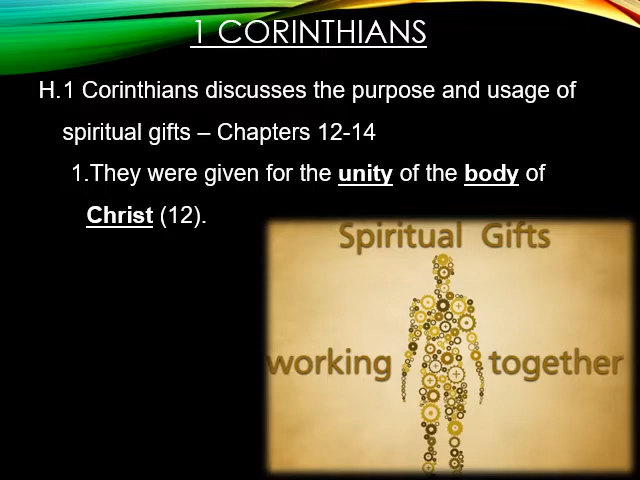 1 CORINTHIANS
H.1 Corinthians discusses the purpose and usage of
spiritual gifts – Chapters 12-14
1.They were given for the unity of the body of
Christ (12).
Spiritual Gifts
working together